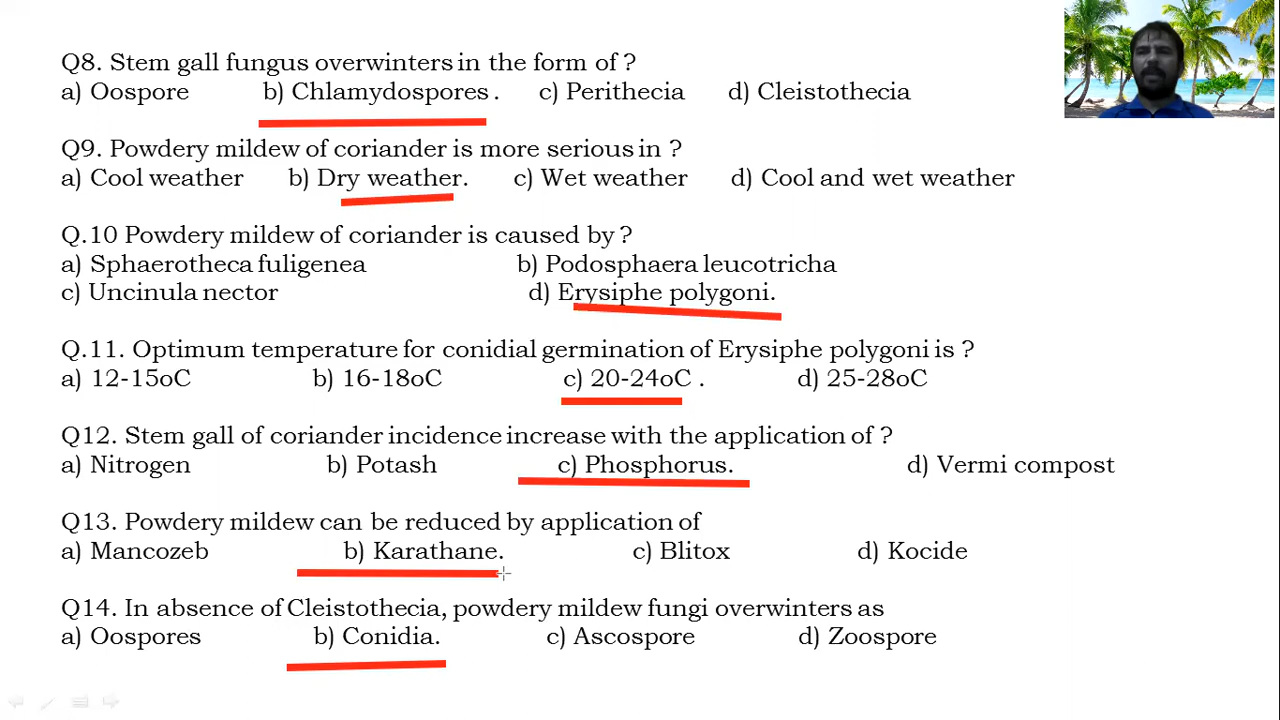 Q8. Stem gall fungus overwinters in the form of ?
a) Oospore b) Chlamydospores . c) Perithecia d) Cleistothecia
Q9. Powdery mildew of coriander is more serious in ?
a) Cool weather b) Dry weather. c) Wet weather d) Cool and wet weather
Q.10 Powdery mildew of coriander is caused by ?
a) Sphaerotheca fuligenea b) Podosphaera leucotricha
c) Uncinula nector d) Erysiphe polygoni.
Q.11. Optimum temperature for conidial germination of Erysiphe polygoni is ?
a) 12-15oC b) 16-18oC c) 20-24oC . d) 25-28oC
Q12. Stem gall of coriander incidence increase with the application of ?
a) Nitrogen b) Potash c) Phosphorus. d) Vermi compost
Q13. Powdery mildew can be reduced by application of
a) Mancozeb b) Karathane. c) Blitox d) Kocide
Q14. In absence of Cleistothecia, powdery mildew fungi overwinters as
a) Oospores b) Conidia. c) Ascospore d) Zoospore